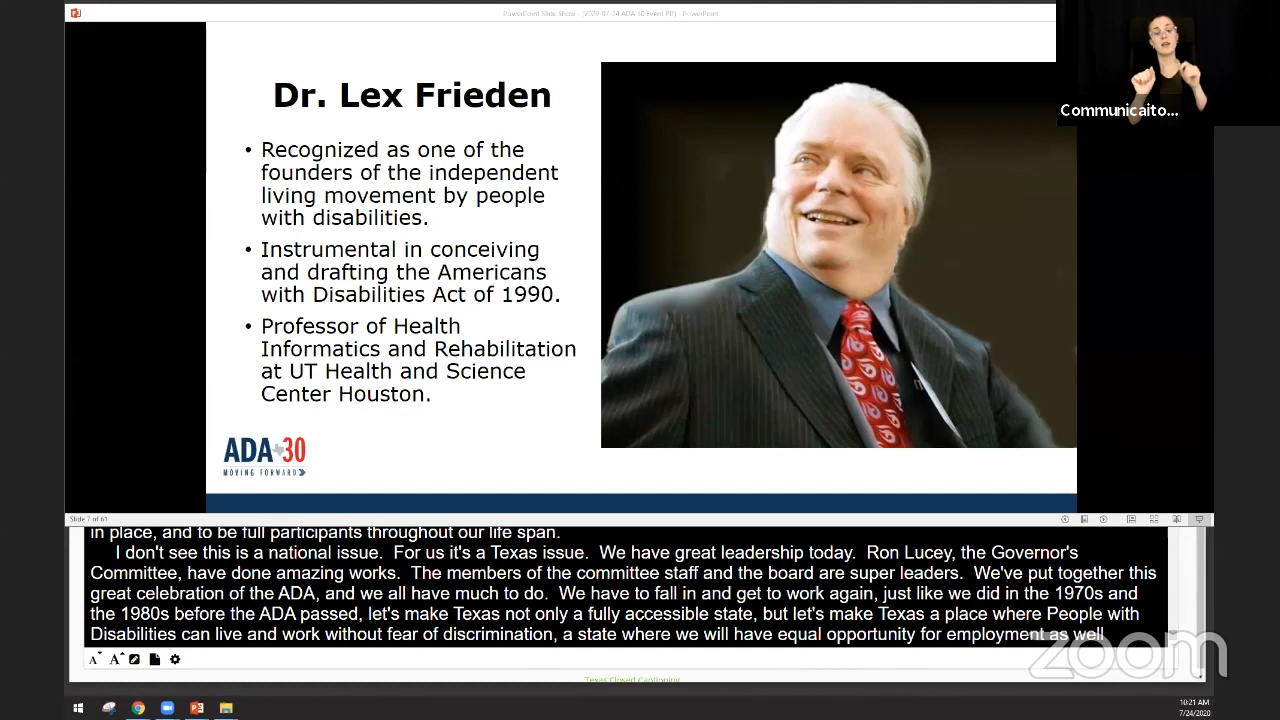 PowerPoint Slide Show - [2020-07-24 ADA 30 Event PP] - PowerPoint
Dr. Lex Frieden
• Recognized as one of the
founders of the independent
living movement by people
with disabilities.
• Instrumental in conceiving
and drafting the Americans
with Disabilities Act of 1990.
• Professor of Health
Informatics and Rehabilitation
at UT Health and Science
Center Houston.
ADA 30
MOVING FORWARD
Communicaito...
Slide 7 of 61
in place, and to be full participants throughout our life span.
I don't see this is a national issue. For us it's a Texas issue. We have great leadership today. Ron Lucey, the Governor's
Committee, have done amazing works. The members of the committee staff and the board are super leaders. We've put together this
great celebration of the ADA, and we all have much to do. We have to fall in and get to work again, just like we did in the 1970s and
the 1980s before the ADA passed, let's make Texas not only a fully accessible state, but let's make Texas a place where People with
Disabilities can live and work without fear of discrimination, a state where we will have equal opportunity for employment as well
zoom
A A
Texas Closed Captioning
10:21 AM
7/24/2020